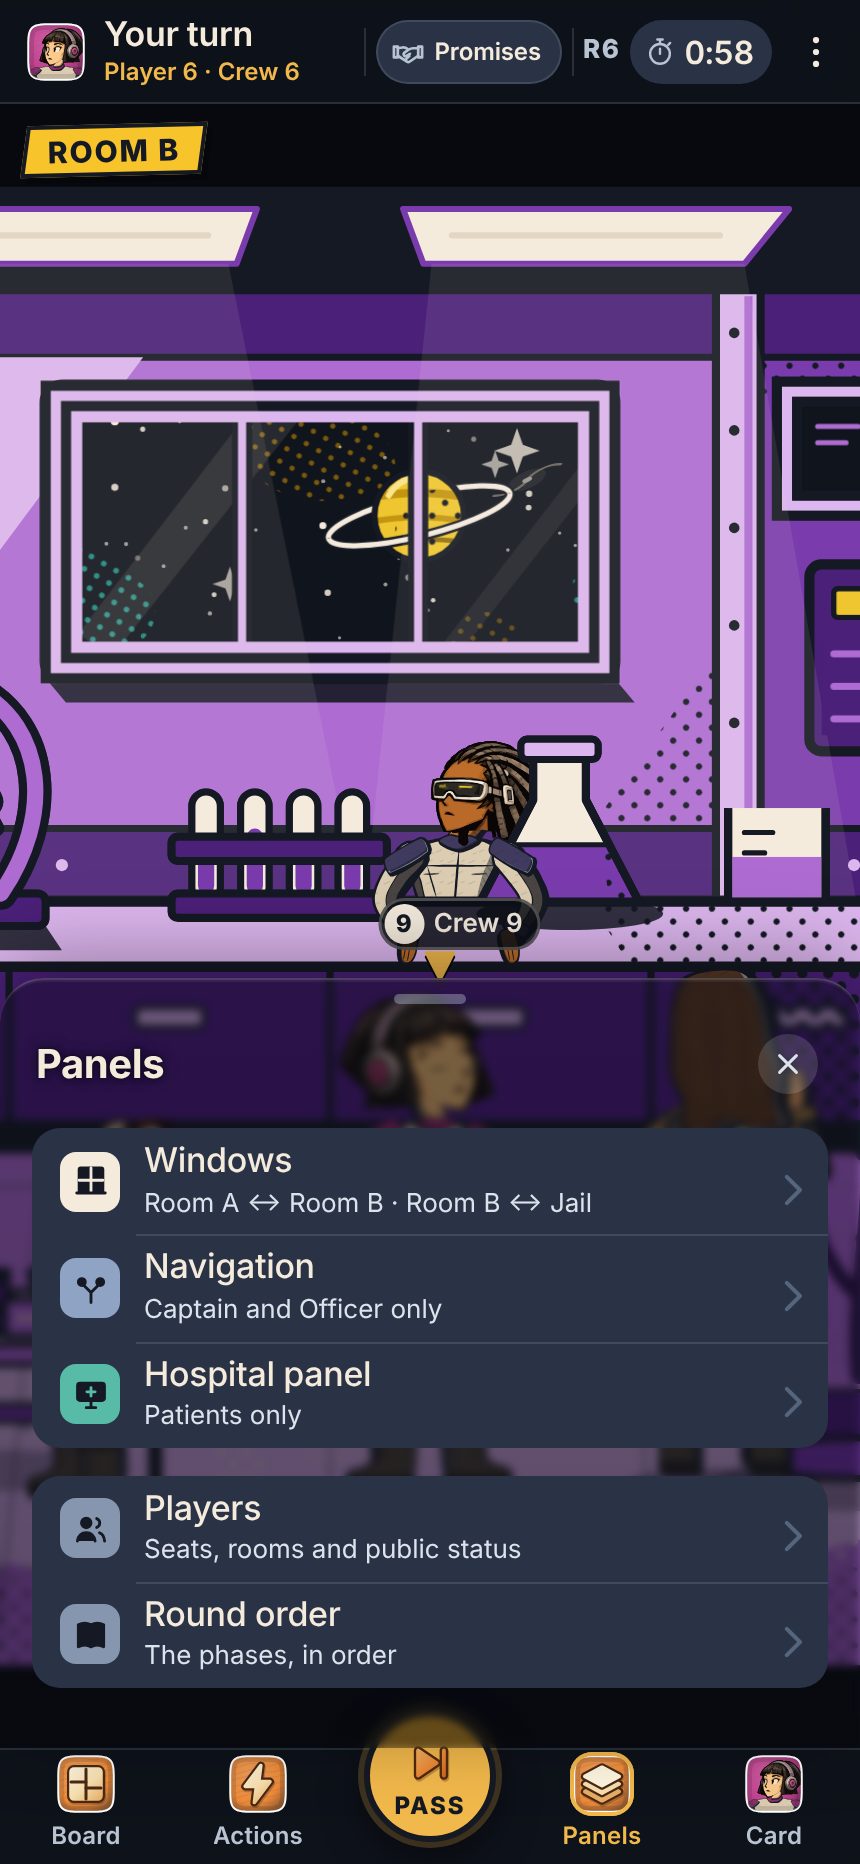 Your turn
Player 6 · Crew 6
Promises
R6
0:58
ROOM B
9 Crew 9
Panels
Windows
Room A ↔ Room B · Room B ↔ Jail
Navigation
Captain and Officer only
Hospital panel
Patients only
Players
Seats, rooms and public status
Round order
The phases, in order
Board
Actions
PASS
Panels
Card